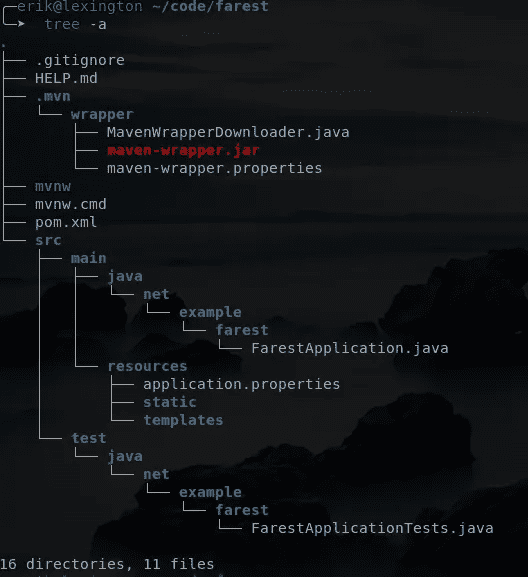 ╭─erik@lexington ~/code/farest
╰─➤  tree -a
.
├── .gitignore
├── HELP.md
├── .mvn
│   └── wrapper
│       ├── MavenWrapperDownloader.java
│       ├── maven-wrapper.jar
│       └── maven-wrapper.properties
├── mvnw
├── mvnw.cmd
├── pom.xml
└── src
    ├── main
    │   ├── java
    │   │   └── net
    │   │       └── example
    │   │           └── farest
    │   │               └── FarestApplication.java
    │   └── resources
    │       ├── application.properties
    │       ├── static
    │       └── templates
    └── test
        └── java
            └── net
                └── example
                    └── farest
                        └── FarestApplicationTests.java
16 directories, 11 files